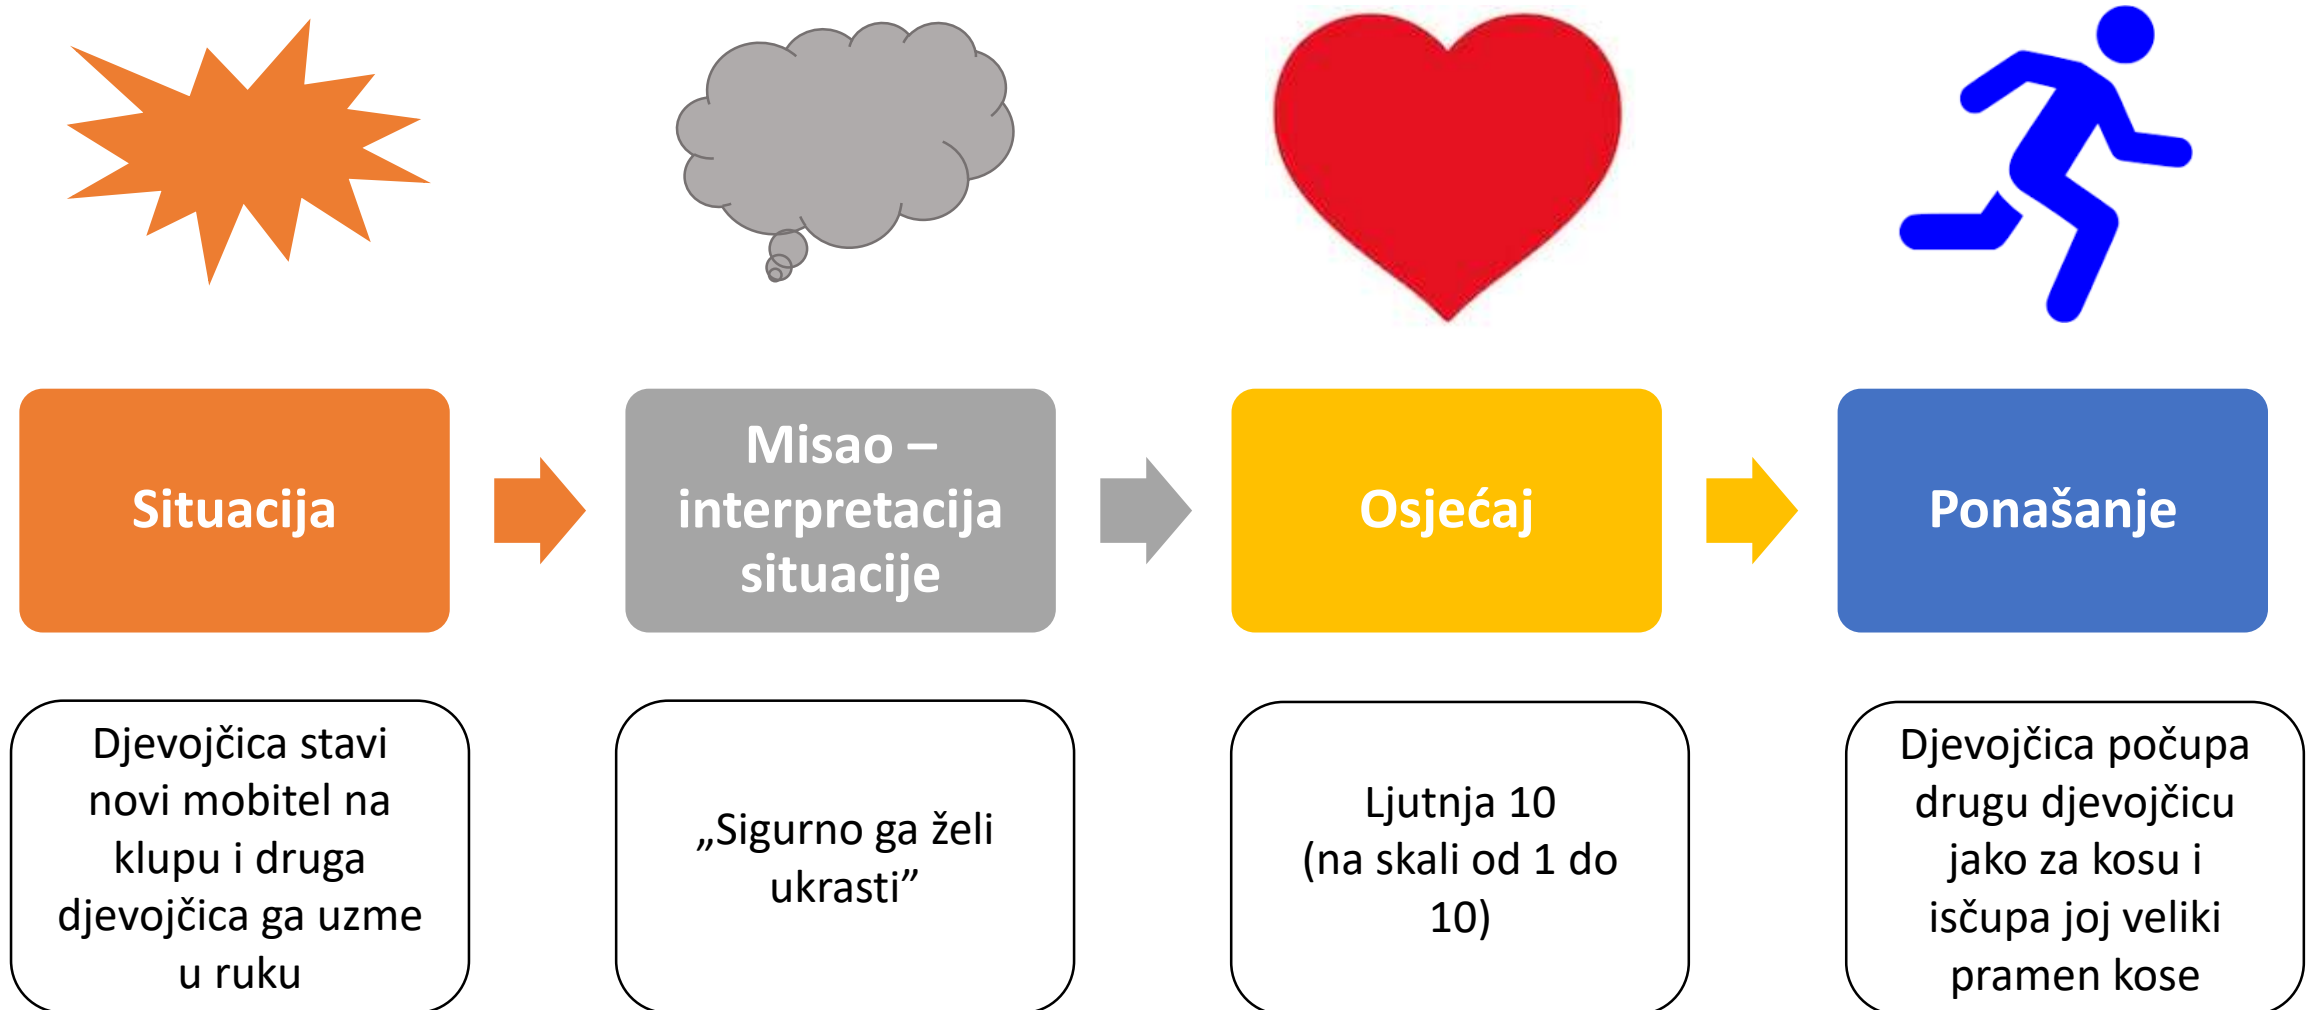 Situacija
Misao –
interpretacija
situacije
Osjećaj
Ponašanje
Djevojčica stavi
novi mobitel na
klupu i druga
djevojčica ga uzme
u ruku
„Sigurno ga želi
ukrasti”
Ljutnja 10
(na skali od 1 do
10)
Djevojčica počupa
drugu djevojčicu
jako za kosu i
isčupa joj veliki
pramen kose